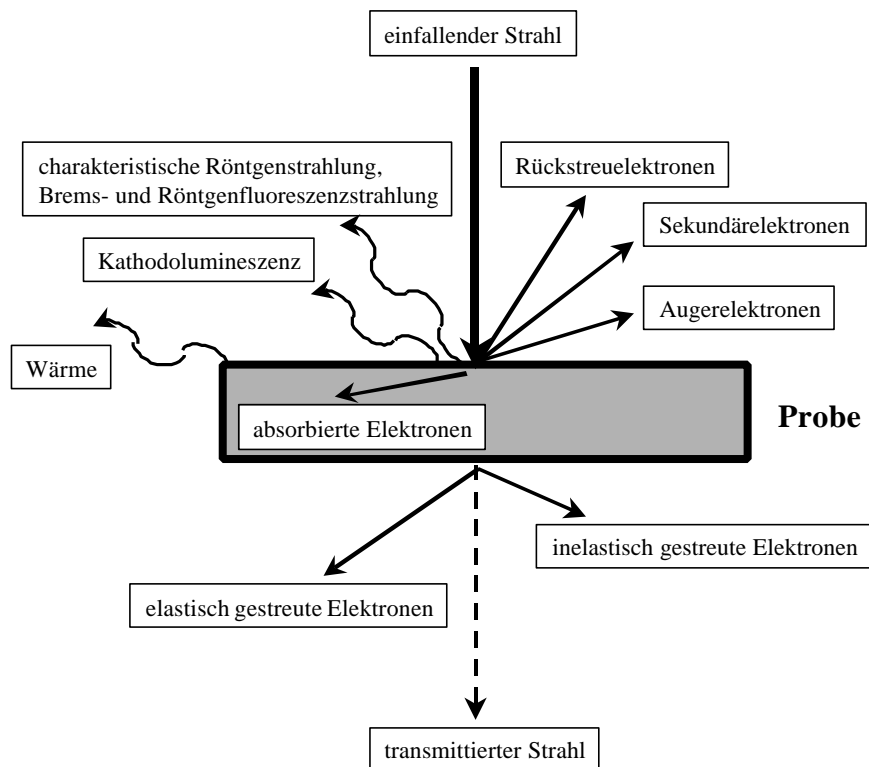 einfallender Strahl
charakteristische Röntgenstrahlung,
Brems- und Röntgenfluoreszenzstrahlung
Rückstreuelektronen
Sekundärelektronen
Kathodolumineszenz
Augerelektronen
Wärme
absorbierte Elektronen
Probe
inelastisch gestreute Elektronen
elastisch gestreute Elektronen
transmittierter Strahl